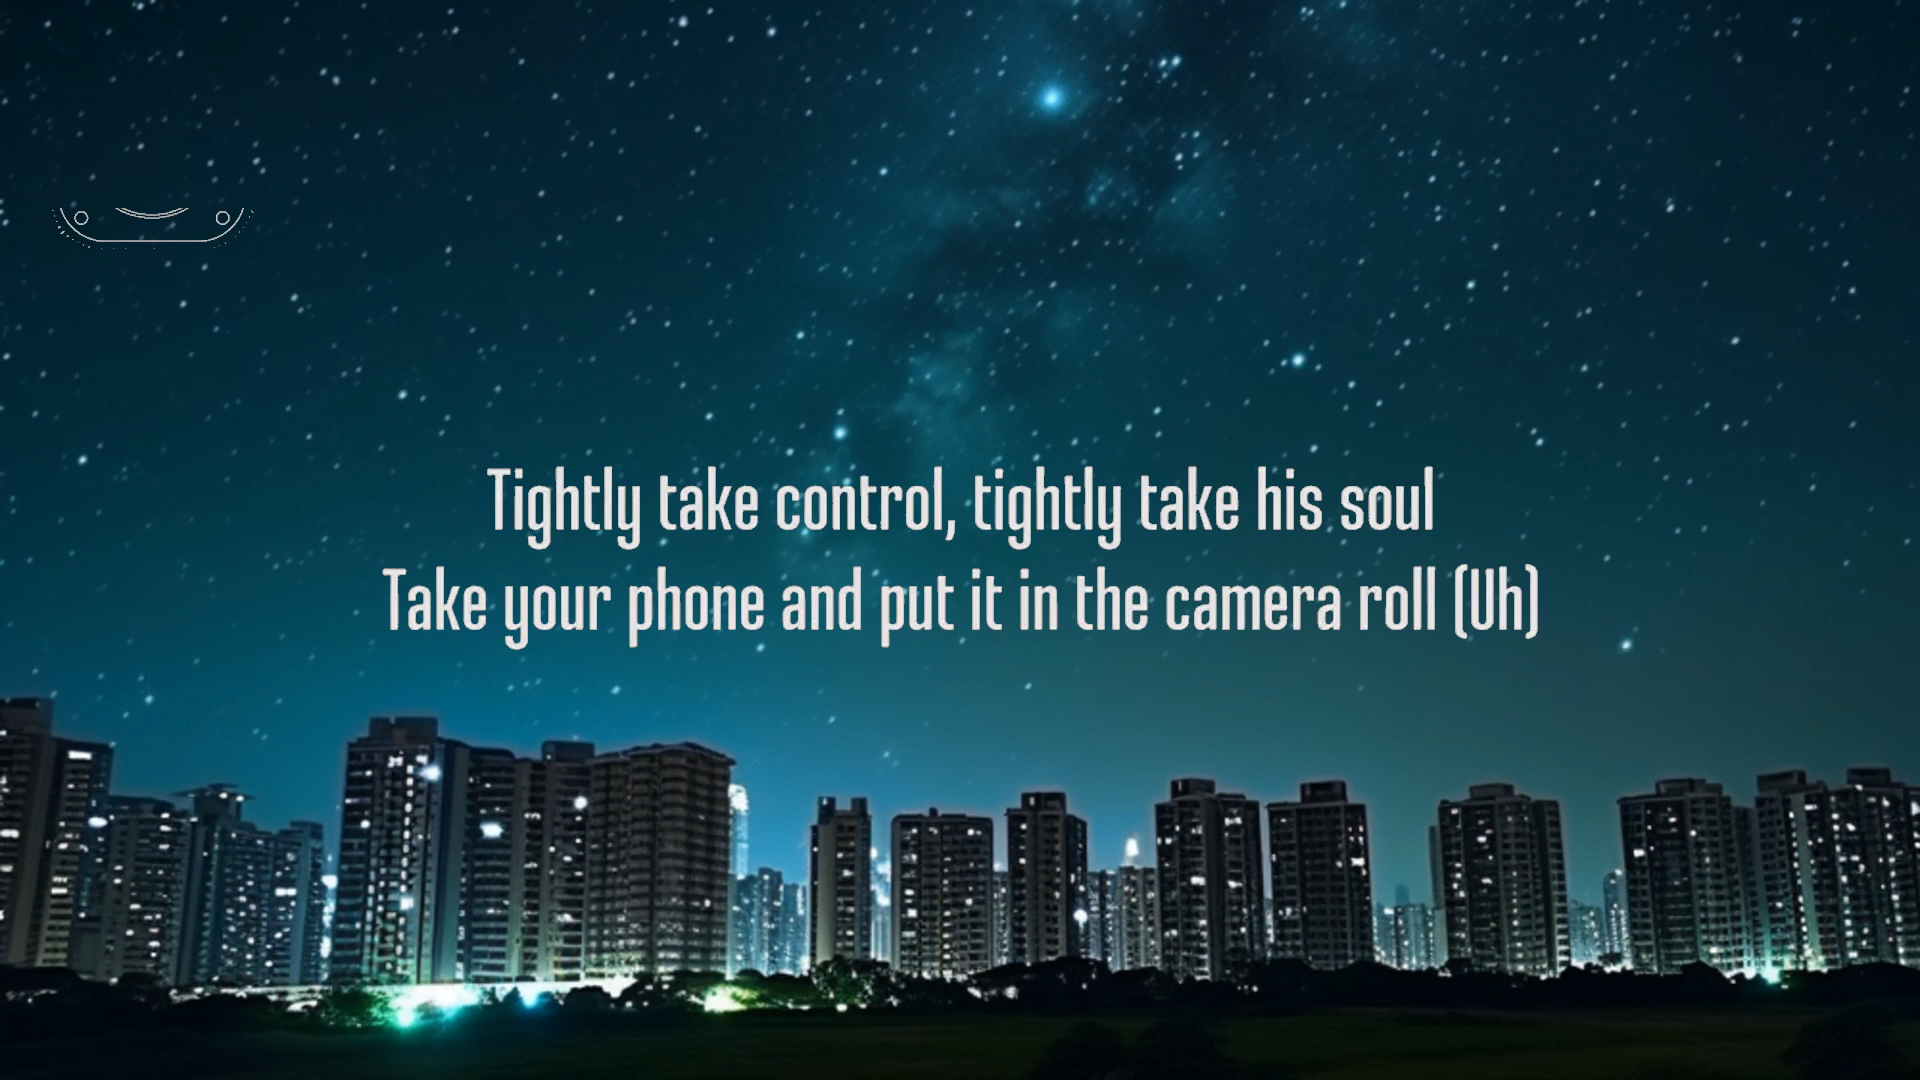 Tightly take control, tightly take his soul
Take your phone and put it in the camera roll (Uh)